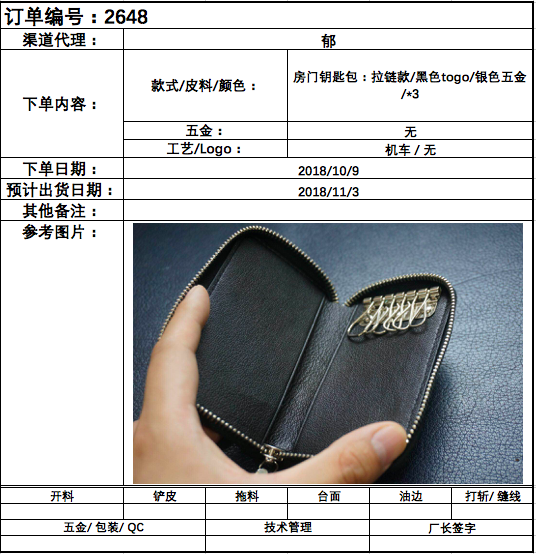 订单编号：2648
渠道代理：
郁
下单内容：
款式/皮料/颜色：
房门钥匙包：拉链款/黑色togo/银色五金
/*3
五金：
无
工艺/Logo：
机车 / 无
下单日期：
2018/10/9
预计出货日期：
2018/11/3
其他备注：
参考图片：
开料
铲皮
拖料
台面
油边
打斩/ 缝线
五金/ 包装/ QC
技术管理
厂长签字